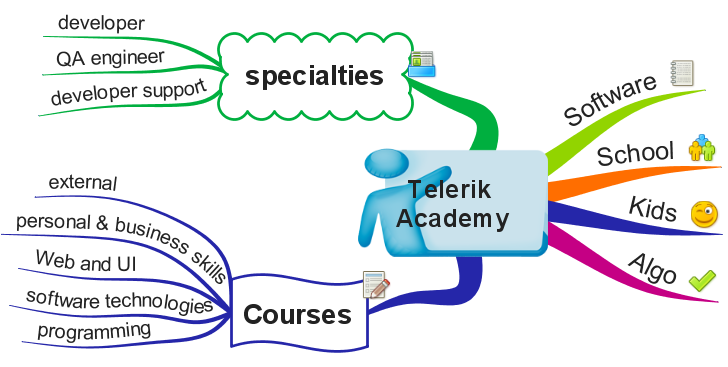 developer
QA engineer
developer support
specialties
Software
School
Kids
Algo
Telerik
Academy
external
personal & business skills
Web and UI
software technologies
programming
Courses